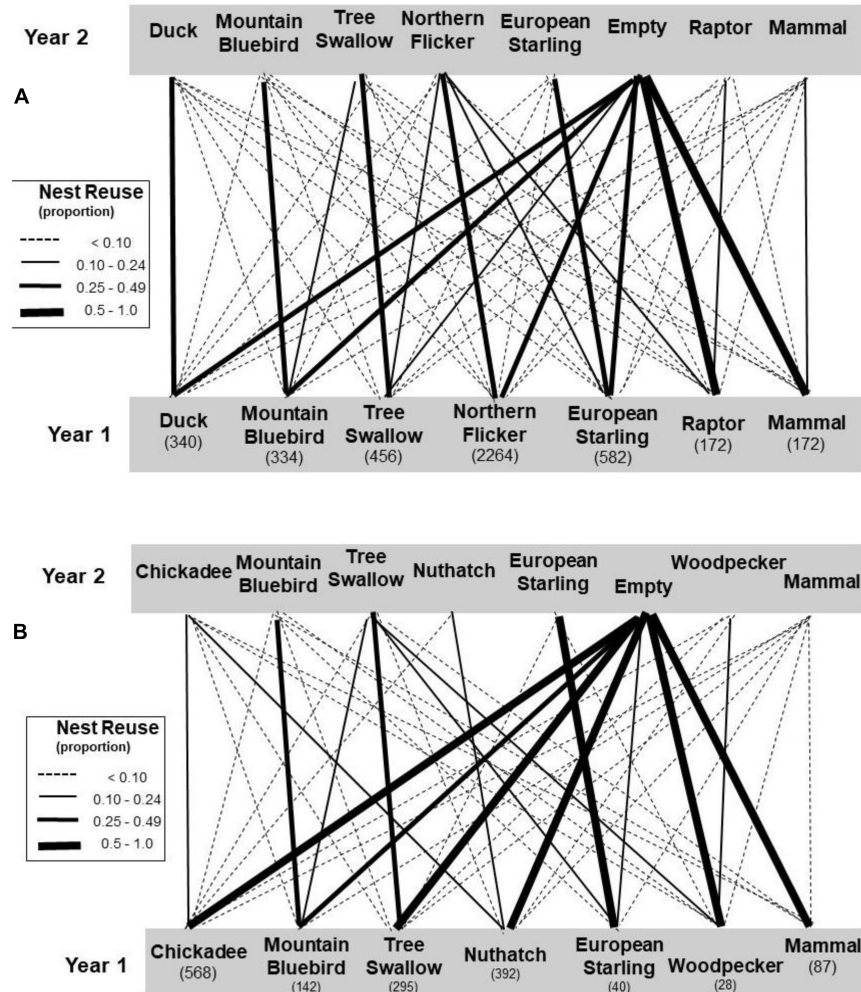 Year 2
Duck
Mountain
Bluebird
Tree
Swallow
Northern
Flicker
European
Starling
Empty
Raptor
Mammal
A
Nest Reuse
(proportion)
< 0.10
0.10 - 0.24
0.25 - 0.49
0.5 - 1.0
Year 1
Duck
(340)
Mountain
Bluebird
(334)
Tree
Swallow
(456)
Northern
Flicker
(2264)
European
Starling
(582)
Raptor
(172)
Mammal
(172)
Year 2
Chickadee
Mountain
Bluebird
Tree
Swallow
Nuthatch
European
Starling
Empty
Woodpecker
Mammal
B
Nest Reuse
(proportion)
< 0.10
0.10 - 0.24
0.25 - 0.49
0.5 - 1.0
Year 1
Chickadee
(568)
Mountain
Bluebird
(142)
Tree
Swallow
(295)
Nuthatch
(392)
European
Starling
(40)
Woodpecker
(28)
Mammal
(87)